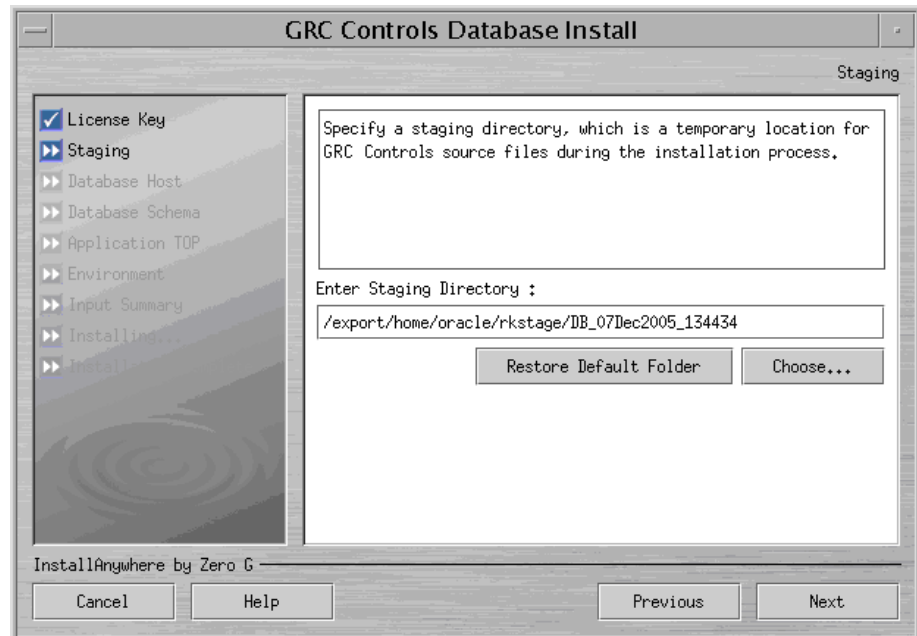 GRC Controls Database Install
Staging
License Key
Staging
Database Host
Database Schema
Application TOP
Environment
Input Summary
Installing...
Specify a staging directory, which is a temporary location for
GRC Controls source files during the installation process.
Enter Staging Directory :
/export/home/oracle/rkstage/DB_07Dec2005_134434
Restore Default Folder
Choose...
InstallAnywhere by Zero G
Cancel
Help
Previous
Next